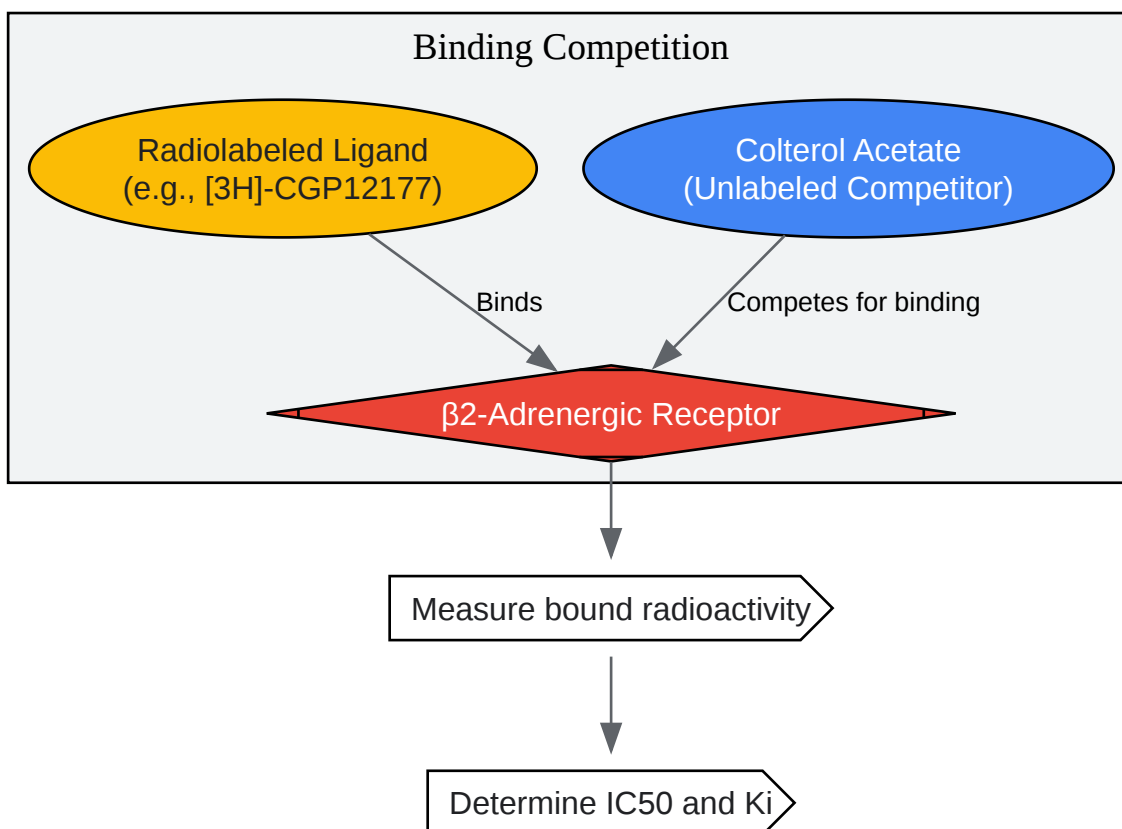 Binding Competition
Radiolabeled Ligand
(e.g., [3H]-CGP12177)
Colterol Acetate
(Unlabeled Competitor)
Binds
Competes for binding
β2-Adrenergic Receptor
Measure bound radioactivity
Determine IC50 and Ki